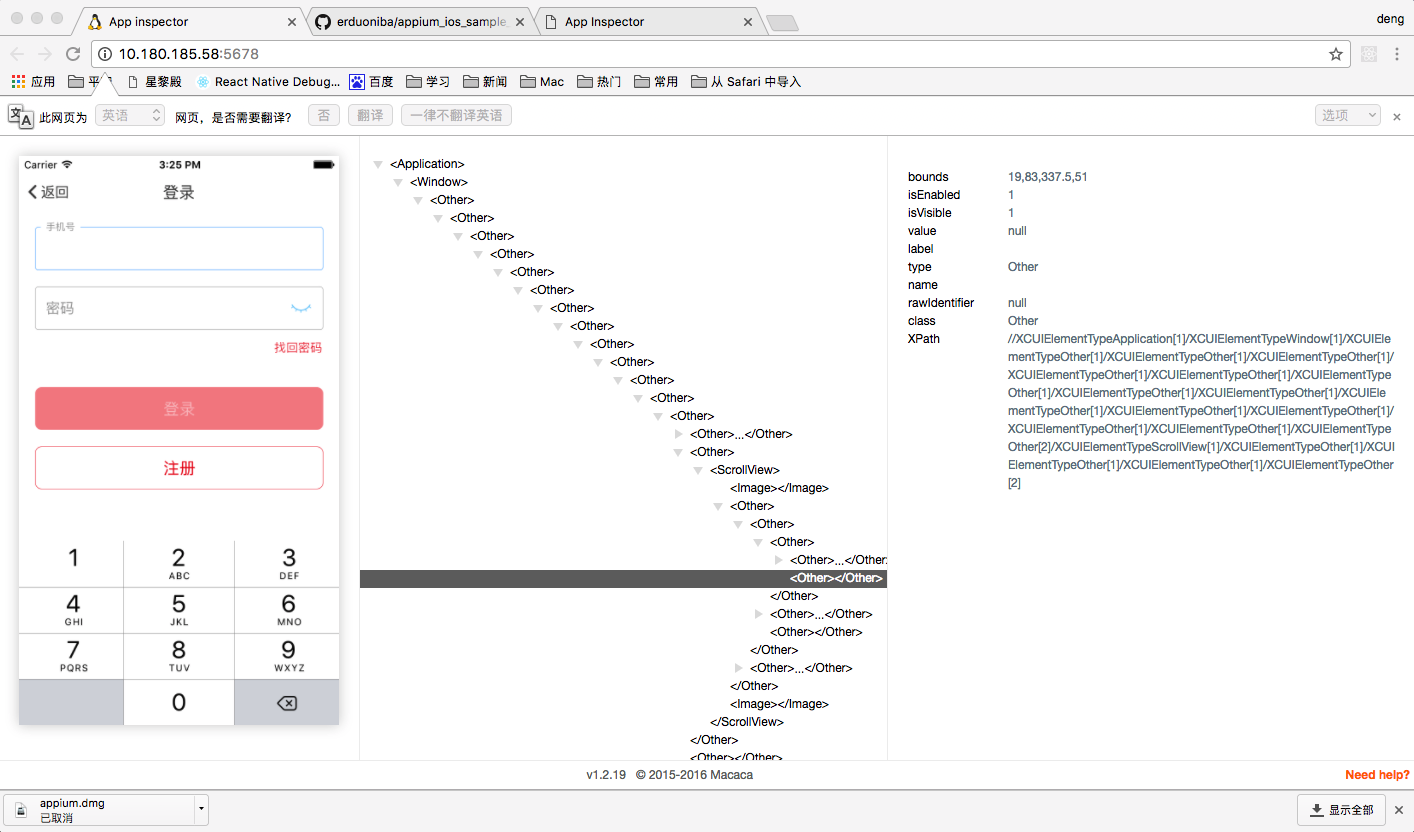 App inspector
erduoniba/appium_ios_sample
App Inspector
deng
10.180.185.58:5678
应用
星黎殿
React Native Debug...
百度
学习
新闻
Mac
热门
常用
从 Safari 中导入
此网页为
英语
网页，是否需要翻译？
否
翻译
一律不翻译英语
选项
Carrier
3:25 PM
返回
登录
手机号
密码
找回密码
登录
注册
1
2
ABC
3
DEF
4
GHI
5
JKL
6
MNO
7
PQRS
8
TUV
9
WXYZ
0
<Application>
<Window>
<Other>
<Other>
<Other>
<Other>
<Other>
<Other>
<Other>
<Other>
<Other>
<Other>
<Other>
<Other>
<Other>
<Other>...</Other>
<Other>
<ScrollView>
<Image></Image>
<Other>
<Other>
<Other>
<Other>...</Other>
<Other></Other>
</Other>
<Other>...</Other>
<Other></Other>
</Other>
<Other>...</Other>
</Other>
<Image></Image>
</ScrollView>
</Other>
<Other></Other>
bounds 19,83,337.5,51
isEnabled 1
isVisible 1
value null
label
type Other
name
rawIdentifier null
class Other
XPath //XCUIElementTypeApplication[1]/XCUIElementTypeWindow[1]/XCUIEle
mentTypeOther[1]/XCUIElementTypeOther[1]/XCUIElementTypeOther[1]/
XCUIElementTypeOther[1]/XCUIElementTypeOther[1]/XCUIElementType
Other[1]/XCUIElementTypeOther[1]/XCUIElementTypeOther[1]/XCUIEle
mentTypeOther[1]/XCUIElementTypeOther[1]/XCUIElementTypeOther[1]/
XCUIElementTypeOther[1]/XCUIElementTypeOther[1]/XCUIElementType
Other[2]/XCUIElementTypeScrollView[1]/XCUIElementTypeOther[1]/XCUI
ElementTypeOther[1]/XCUIElementTypeOther[1]/XCUIElementTypeOther
[2]
v1.2.19 © 2015-2016 Macaca
Need help?
appium.dmg
已取消
显示全部